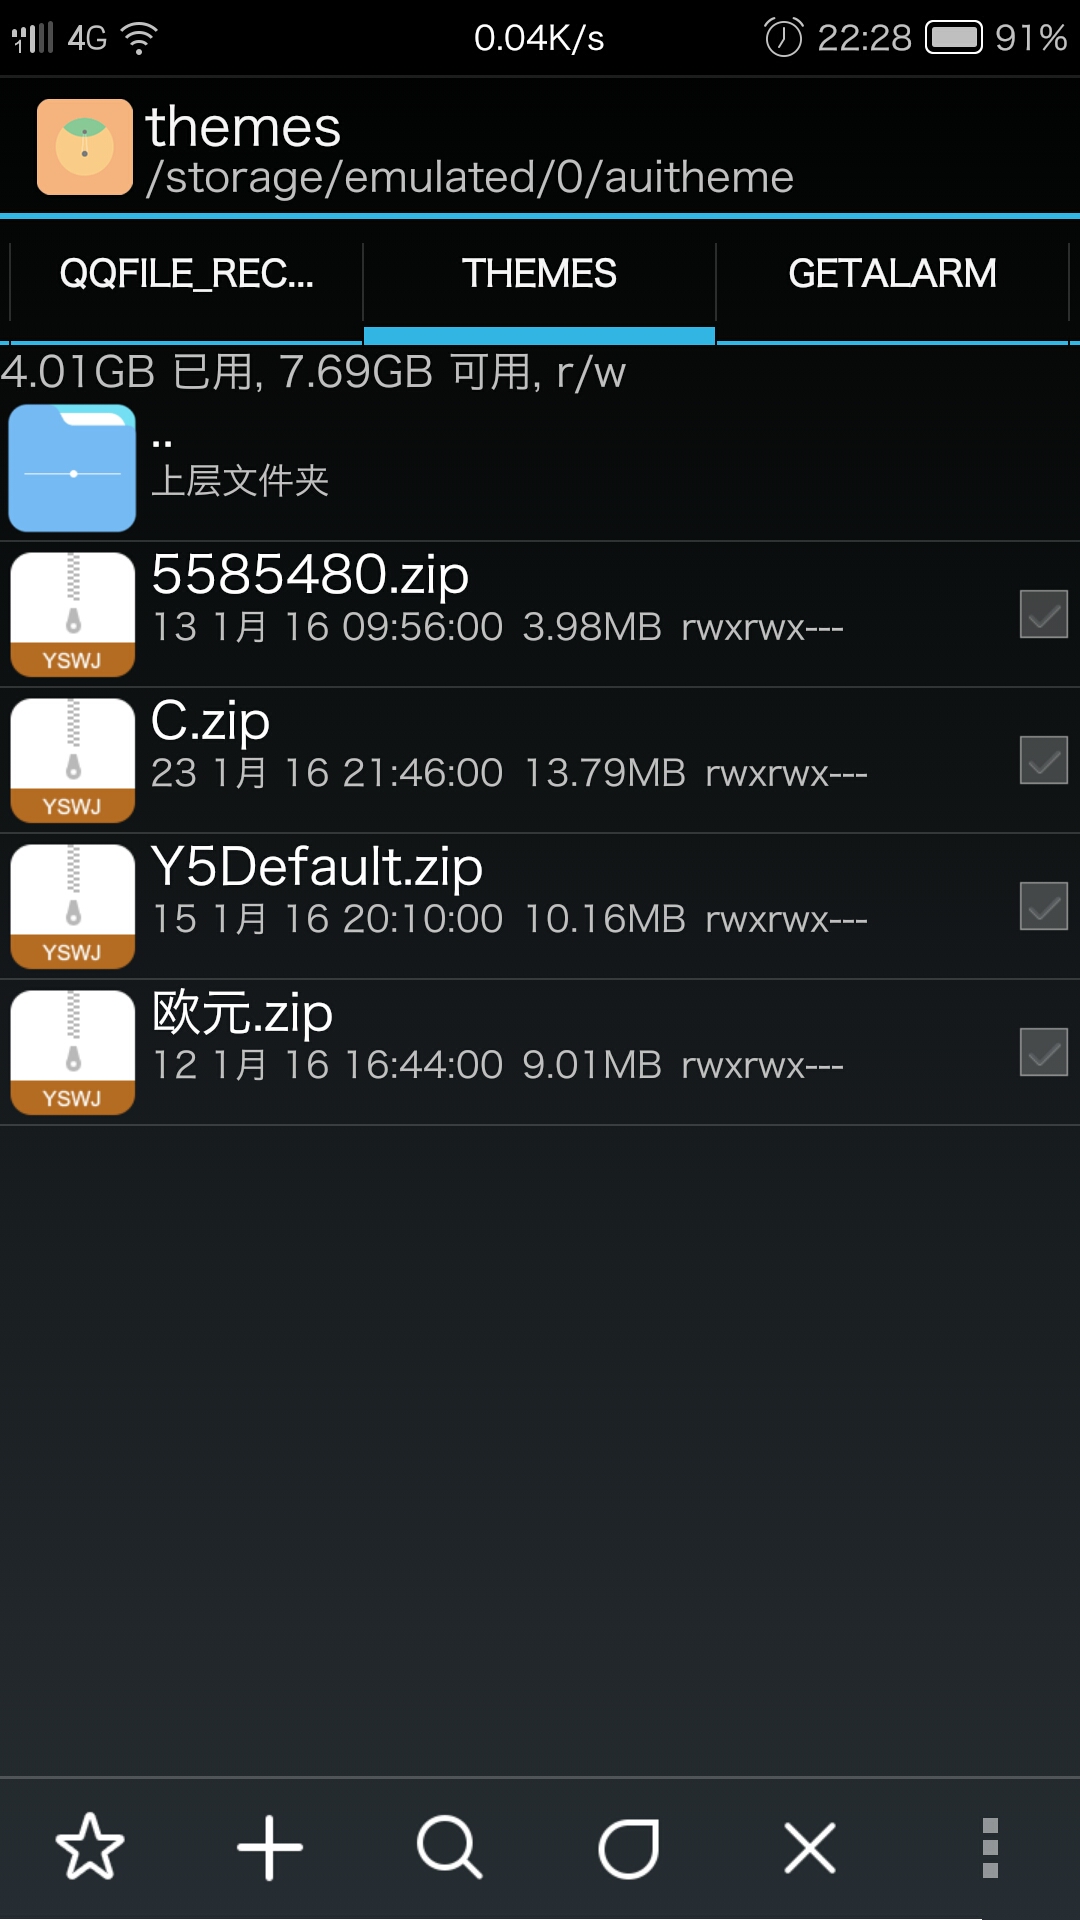 1 4G 0.04K/s 22:28 91%
themes
/storage/emulated/0/auitheme
QQFILE_REC... THEMES GETALARM
4.01GB 已用, 7.69GB 可用, r/w
..
上层文件夹
5585480.zip
13 1月 16 09:56:00 3.98MB rwxrwx---
YSWJ
C.zip
23 1月 16 21:46:00 13.79MB rwxrwx---
YSWJ
Y5Default.zip
15 1月 16 20:10:00 10.16MB rwxrwx---
YSWJ
欧元.zip
12 1月 16 16:44:00 9.01MB rwxrwx---
YSWJ